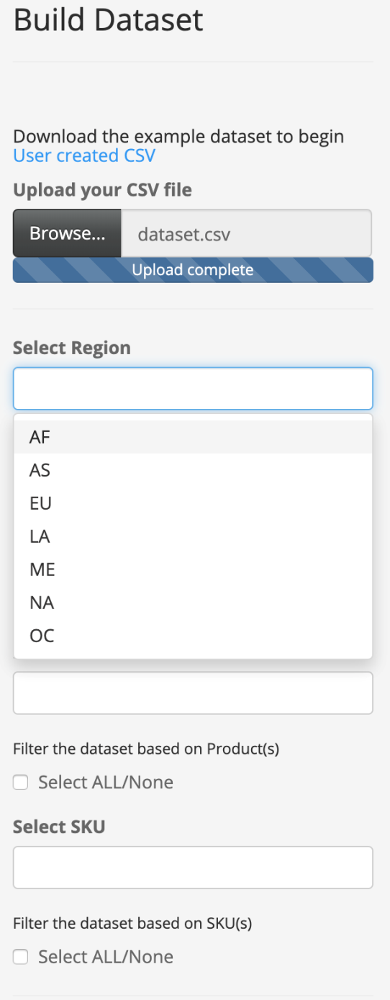 Build Dataset
Download the example dataset to begin
User created CSV
Upload your CSV file
Browse... dataset.csv
Upload complete
Select Region
AF
AS
EU
LA
ME
NA
OC
Filter the dataset based on Product(s)
Select ALL/None
Select SKU
Filter the dataset based on SKU(s)
Select ALL/None